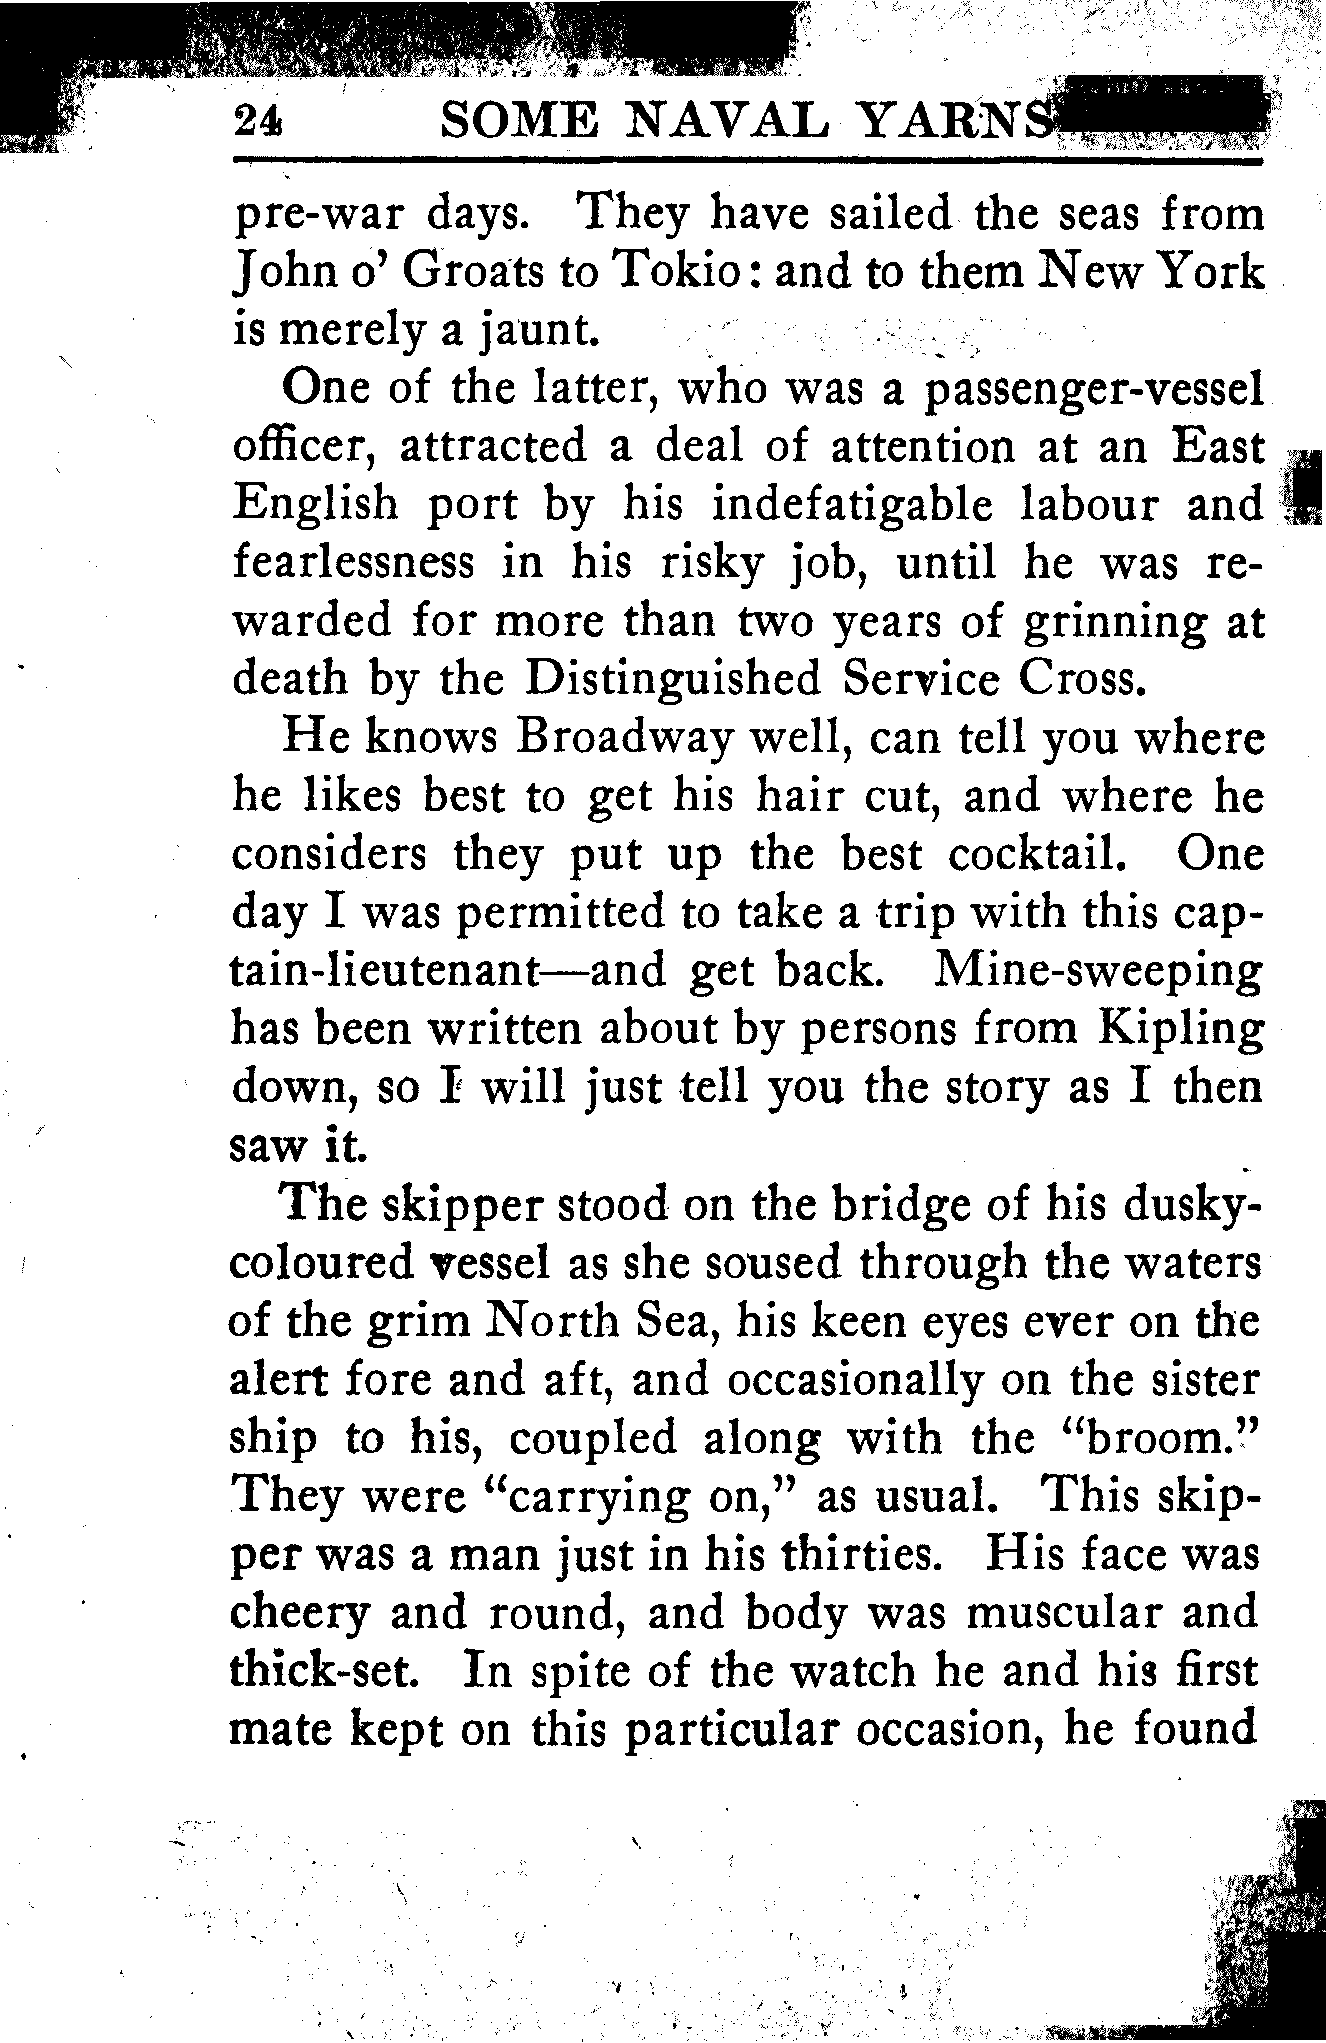 24 SOME NAVAL YARNS
pre-war days. They have sailed the seas from
John o' Groats to Tokio: and to them New York
is merely a jaunt.
One of the latter, who was a passenger-vessel
officer, attracted a deal of attention at an East
English port by his indefatigable labour and
fearlessness in his risky job, until he was re-
warded for more than two years of grinning at
death by the Distinguished Service Cross.
He knows Broadway well, can tell you where
he likes best to get his hair cut, and where he
considers they put up the best cocktail. One
day I was permitted to take a trip with this cap-
tain-lieutenant—and get back. Mine-sweeping
has been written about by persons from Kipling
down, so I will just tell you the story as I then
saw it.
The skipper stood on the bridge of his dusky-
coloured vessel as she soused through the waters
of the grim North Sea, his keen eyes ever on the
alert fore and aft, and occasionally on the sister
ship to his, coupled along with the “broom.”
They were “carrying on,” as usual. This skip-
per was a man just in his thirties. His face was
cheery and round, and body was muscular and
thick-set. In spite of the watch he and his first
mate kept on this particular occasion, he found